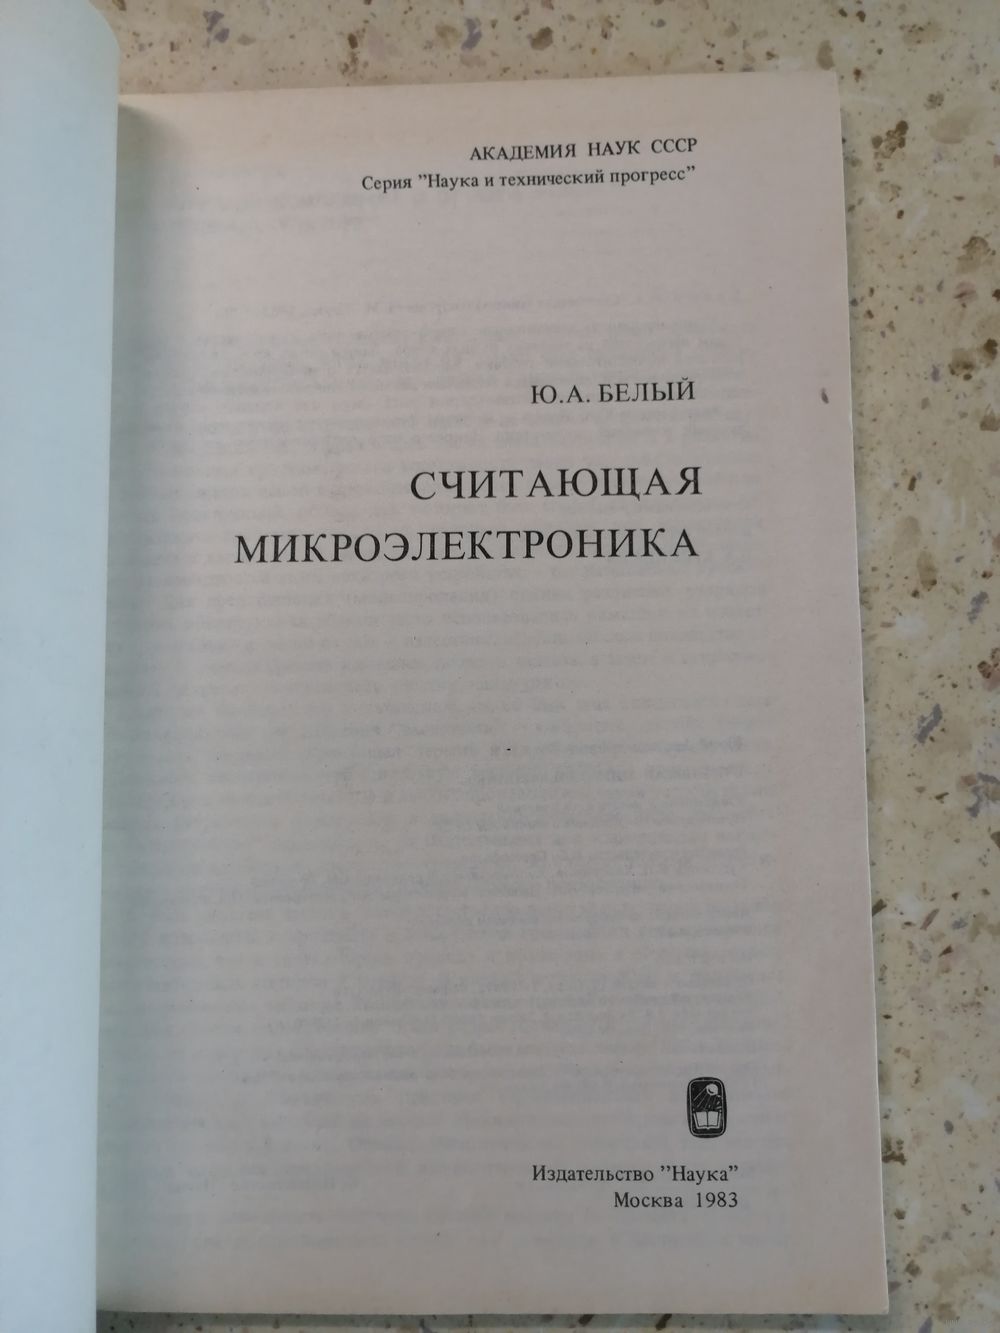 АКАДЕМИЯ НАУК СССР
Серия "Наука и технический прогресс"
Ю.А. БЕЛЫЙ
СЧИТАЮЩАЯ
МИКРОЭЛЕКТРОНИКА
Издательство "Наука"
Москва 1983